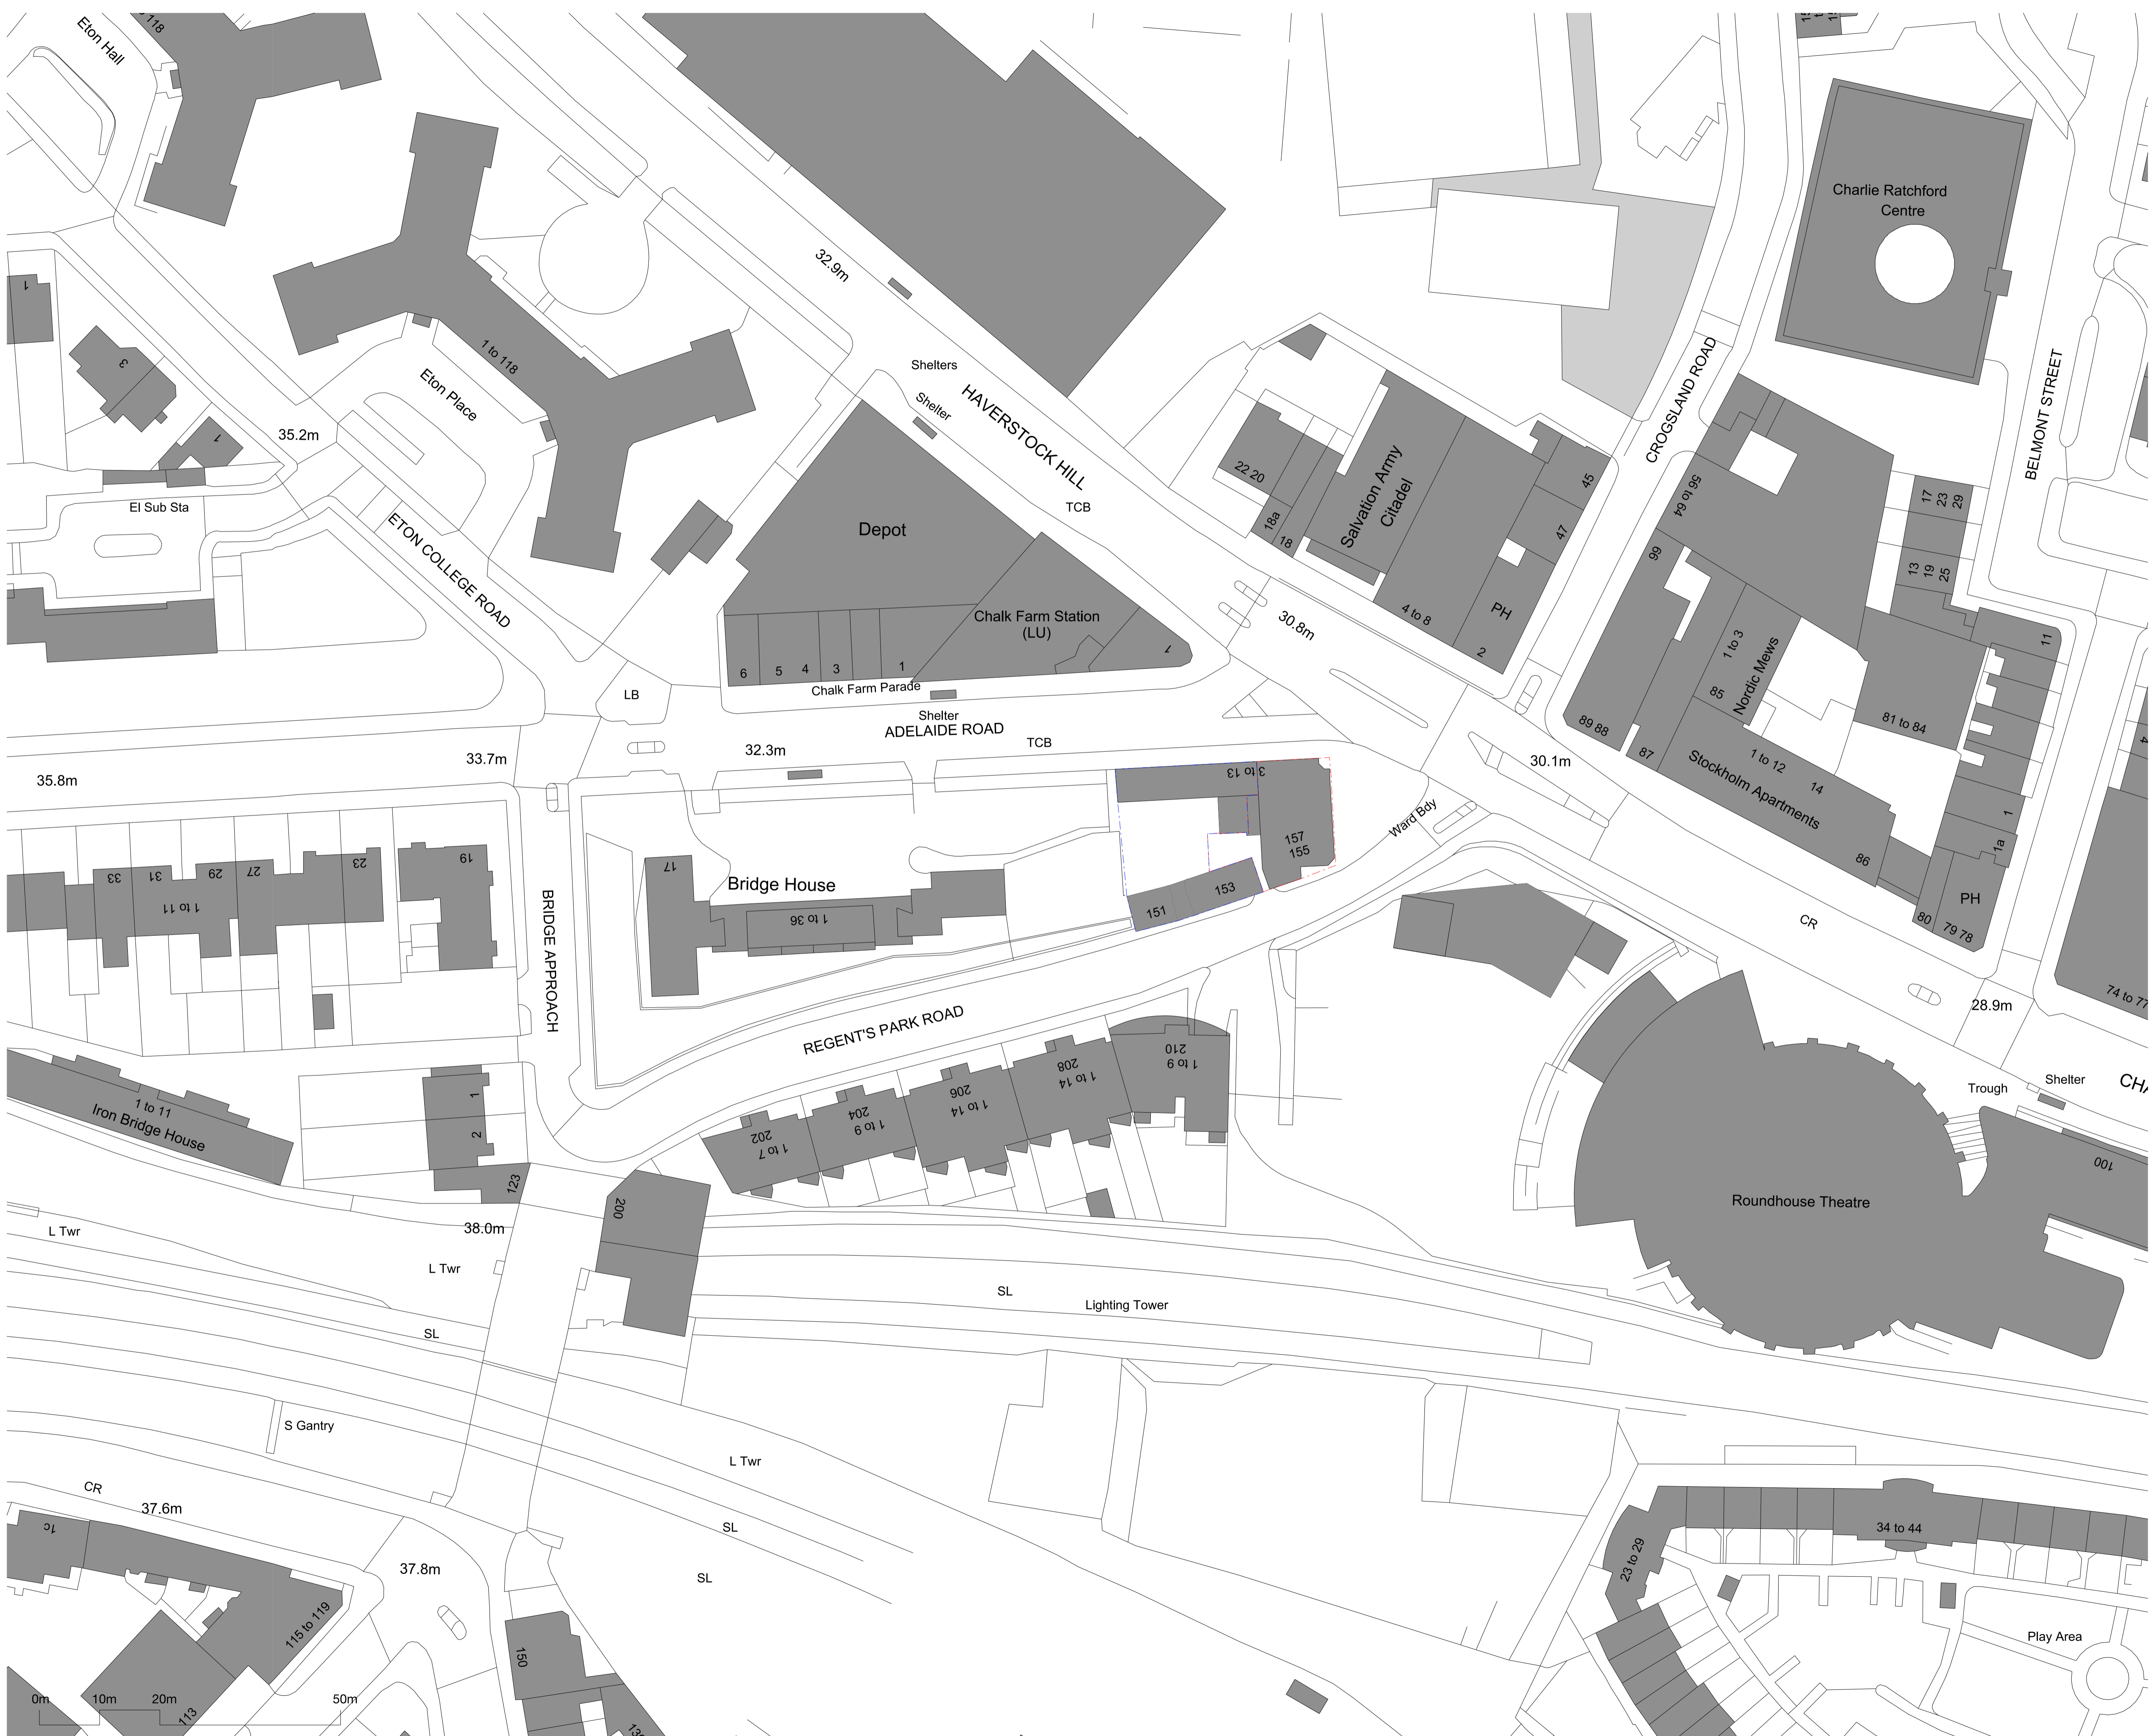 Eton Hall
118
Charlie Ratchford
Centre
32.9m
1
3
1 to 118
Eton Place
1
35.2m
El Sub Sta
ETON COLLEGE ROAD
Shelters
Shelter
HAVERSTOCK HILL
TCB
Depot
Chalk Farm Station
(LU)
1
6
5
4
3
1
Chalk Farm Parade
Shelter
ADELAIDE ROAD
TCB
LB
22 20
18a
18
Salvation Army
Citadel
4 to 8
PH
2
45
47
CROGSLAND ROAD
BELMONT STREET
30.8m
56 to 64
66
17
23
29
13
19
25
11
1 to 3
85
Nordic Mews
81 to 84
89 88
87
1 to 12
14
Stockholm Apartments
86
1
1a
PH
80
79 78
30.1m
33.7m
32.3m
35.8m
3 to 13
157
155
153
151
Ward Bdy
33
31
29
27
23
1 to 11
19
17
Bridge House
1 to 36
BRIDGE APPROACH
REGENT'S PARK ROAD
CR
28.9m
74 to 77
Trough
Shelter
CHA
100
Roundhouse Theatre
202
1 to 7
204
1 to 9
206
1 to 14
208
1 to 14
210
1 to 9
1 to 11
Iron Bridge House
1
2
123
200
38.0m
L Twr
L Twr
SL
SL
Lighting Tower
S Gantry
L Twr
CR
37.6m
SL
SL
1c
37.8m
115 to 119
113
150
34 to 44
23 to 29
Play Area
0m
10m
20m
50m